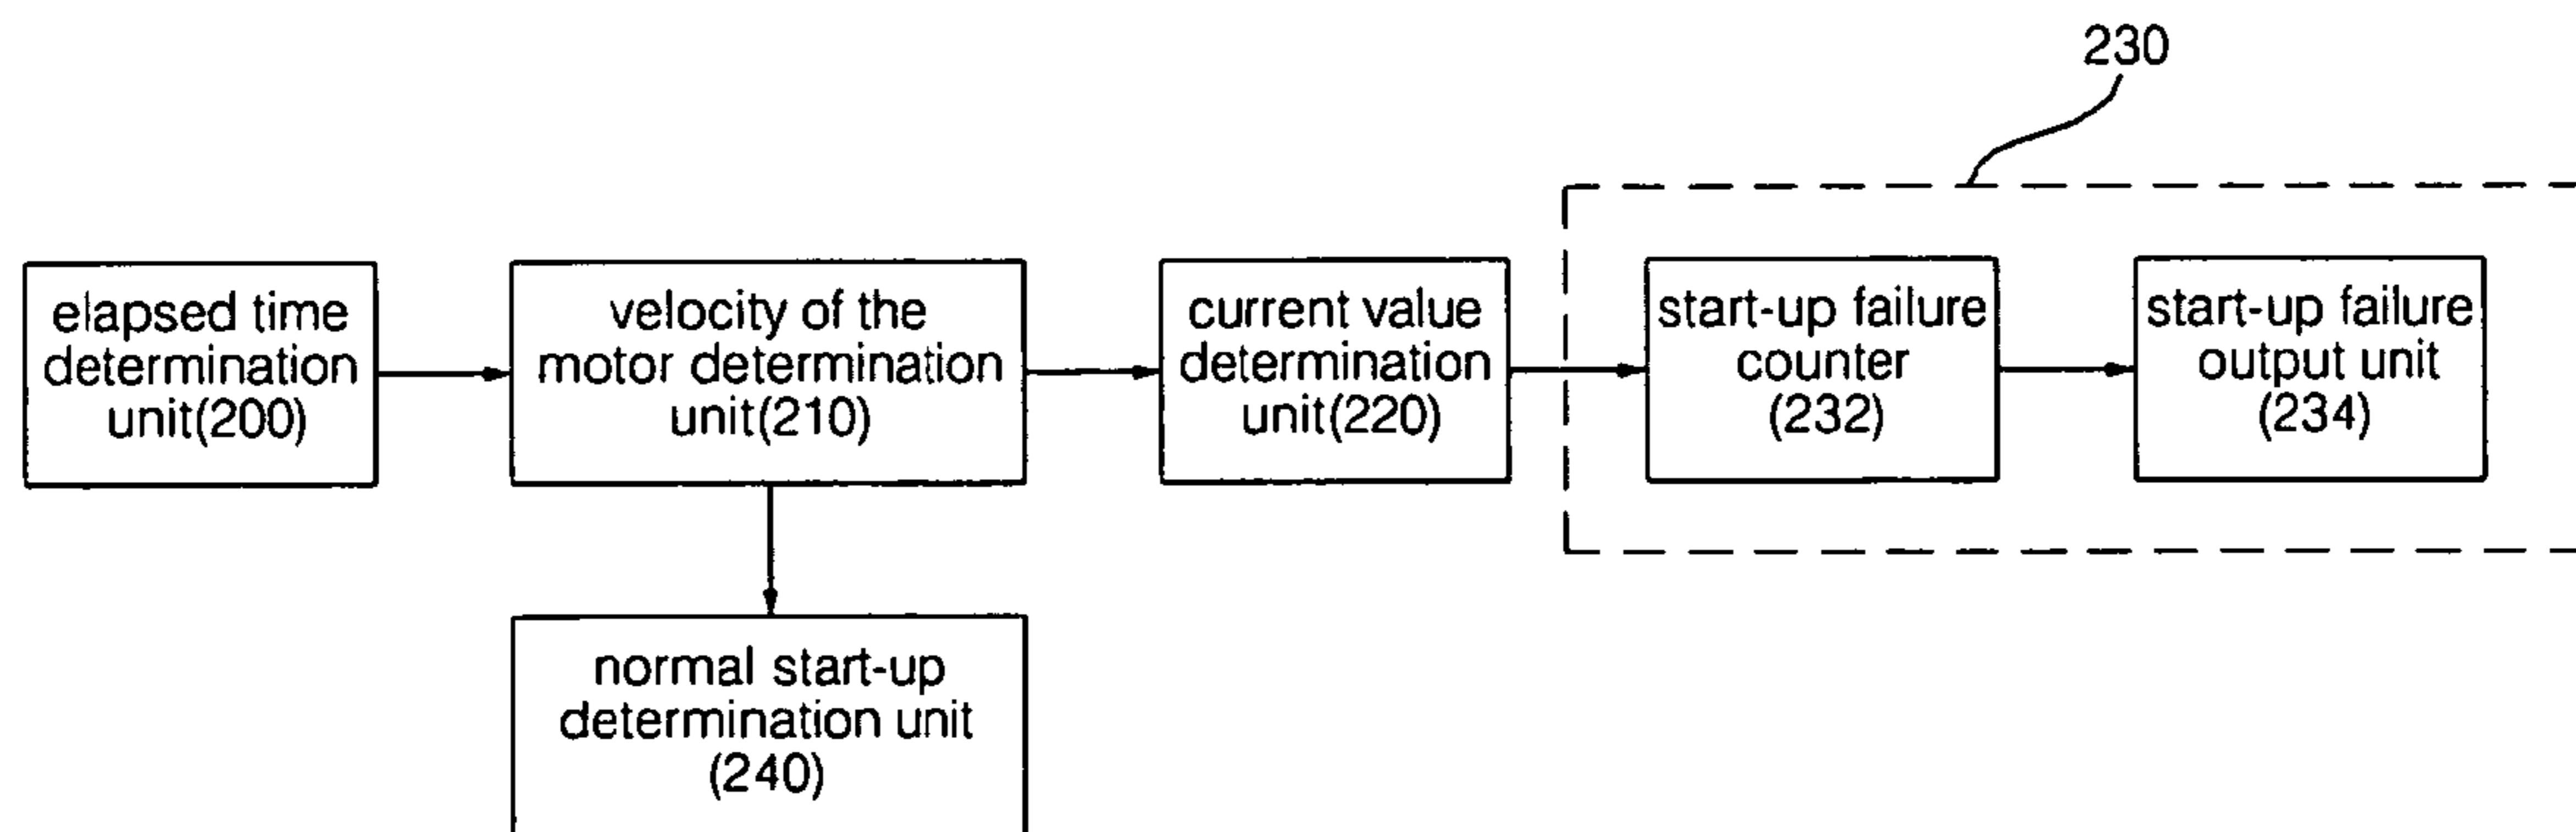 230
elapsed time
determination
unit(200)
velocity of the
motor determination
unit(210)
current value
determination
unit(220)
start-up failure
counter
(232)
start-up failure
output unit
(234)
normal start-up
determination unit
(240)